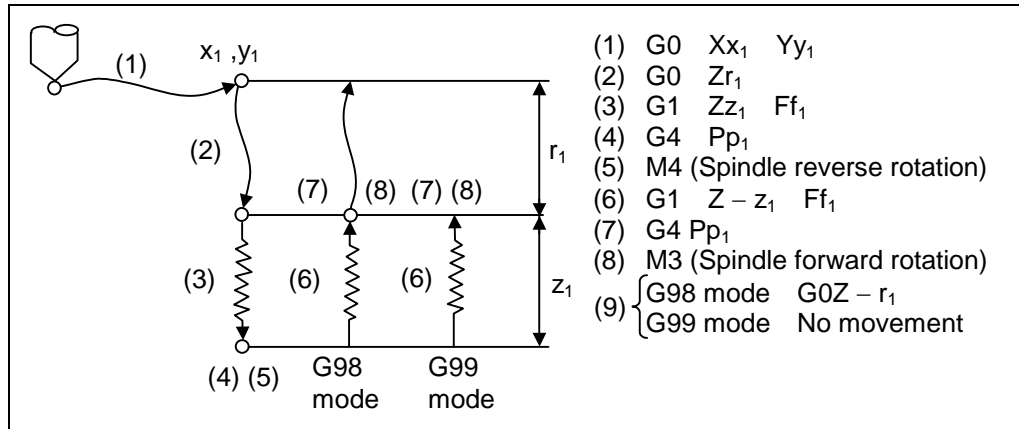 (1) x₁ ,y₁
(2)
(7) (8) (7) (8)
r₁
(3) (6) (6)
z₁
(4) (5)
G98 mode
G99 mode
(1) G0 Xx₁ Yy₁
(2) G0 Zr₁
(3) G1 Zz₁ Ff₁
(4) G4 Pp₁
(5) M4 (Spindle reverse rotation)
(6) G1 Z – z₁ Ff₁
(7) G4 Pp₁
(8) M3 (Spindle forward rotation)
(9) G98 mode G0Z – r₁
G99 mode No movement